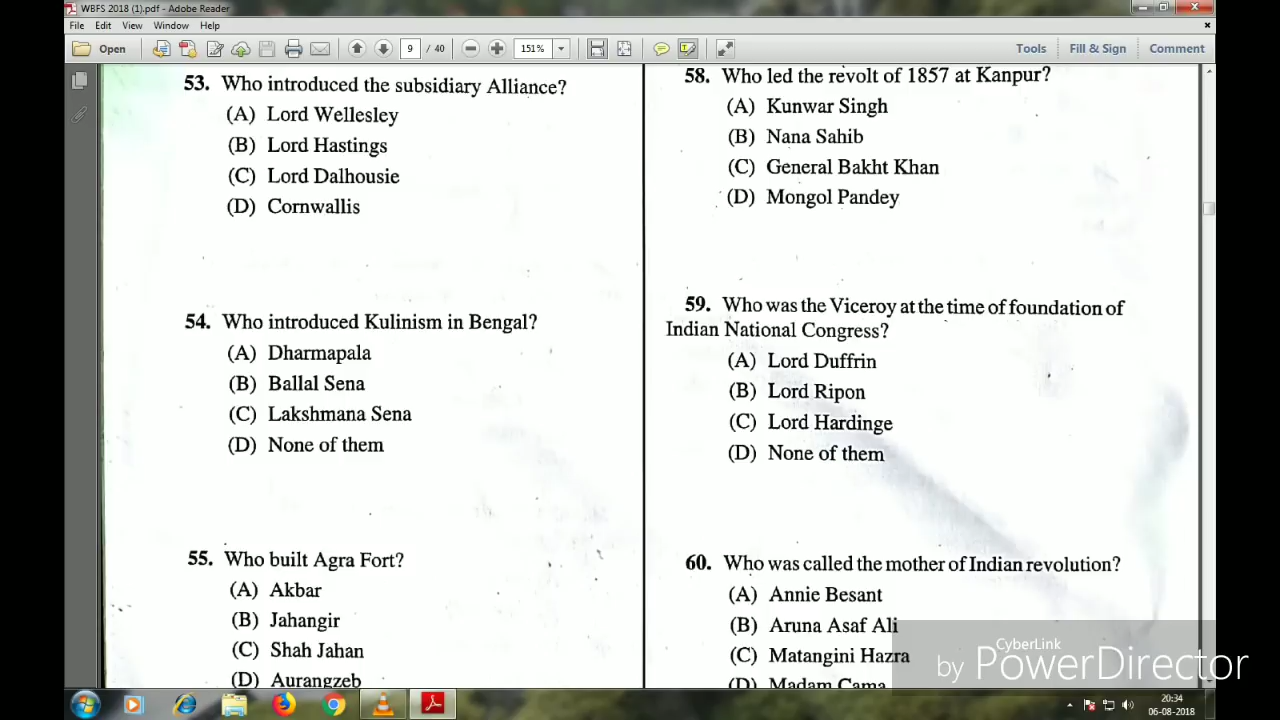 WBFS 2018 (1).pdf - Adobe Reader
File Edit View Window Help
Open
9 / 40
151%
Tools Fill & Sign Comment
53. Who introduced the subsidiary Alliance?
(A) Lord Wellesley
(B) Lord Hastings
(C) Lord Dalhousie
(D) Cornwallis
54. Who introduced Kulinism in Bengal?
(A) Dharmapala
(B) Ballal Sena
(C) Lakshmana Sena
(D) None of them
55. Who built Agra Fort?
(A) Akbar
(B) Jahangir
(C) Shah Jahan
(D) Aurangzeb
58. Who led the revolt of 1857 at Kanpur?
(A) Kunwar Singh
(B) Nana Sahib
(C) General Bakht Khan
(D) Mongol Pandey
59. Who was the Viceroy at the time of foundation of
Indian National Congress?
(A) Lord Duffrin
(B) Lord Ripon
(C) Lord Hardinge
(D) None of them
60. Who was called the mother of Indian revolution?
(A) Annie Besant
(B) Aruna Asaf Ali
(C) Matangini Hazra
(D) Madam Cama
CyberLink
by PowerDirector
20:34
06-08-2018